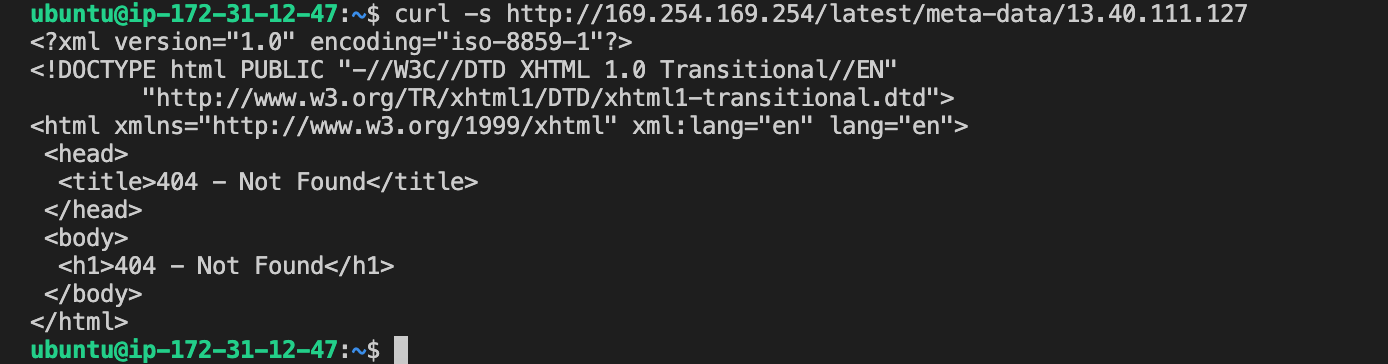 ubuntu@ip-172-31-12-47:~$ curl -s http://169.254.169.254/latest/meta-data/13.40.111.127
<?xml version="1.0" encoding="iso-8859-1"?>
<!DOCTYPE html PUBLIC "-//W3C//DTD XHTML 1.0 Transitional//EN"
        "http://www.w3.org/TR/xhtml1/DTD/xhtml1-transitional.dtd">
<html xmlns="http://www.w3.org/1999/xhtml" xml:lang="en" lang="en">
 <head>
  <title>404 - Not Found</title>
 </head>
 <body>
  <h1>404 - Not Found</h1>
 </body>
</html>
ubuntu@ip-172-31-12-47:~$